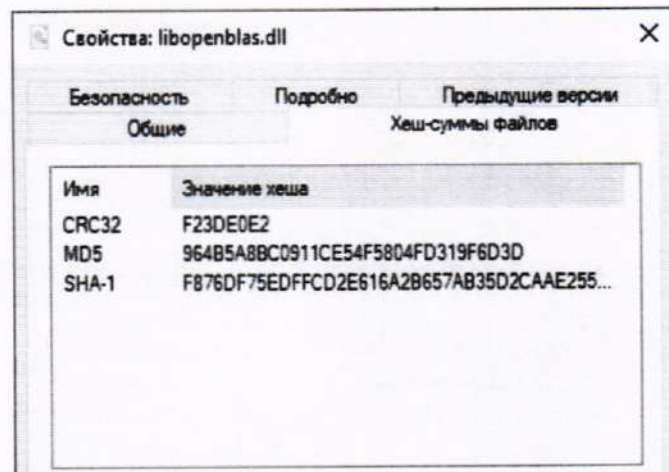 Свойства: libopenblas.dll
Безопасность Подробно Предыдущие версии
Общие Хеш-суммы файлов
Имя Значение хеша
CRC32 F23DE0E2
MD5 964B5A8BC0911CE54F5804FD319F6D3D
SHA-1 F876DF75EDFFCD2E616A2B657AB35D2CAAE255...